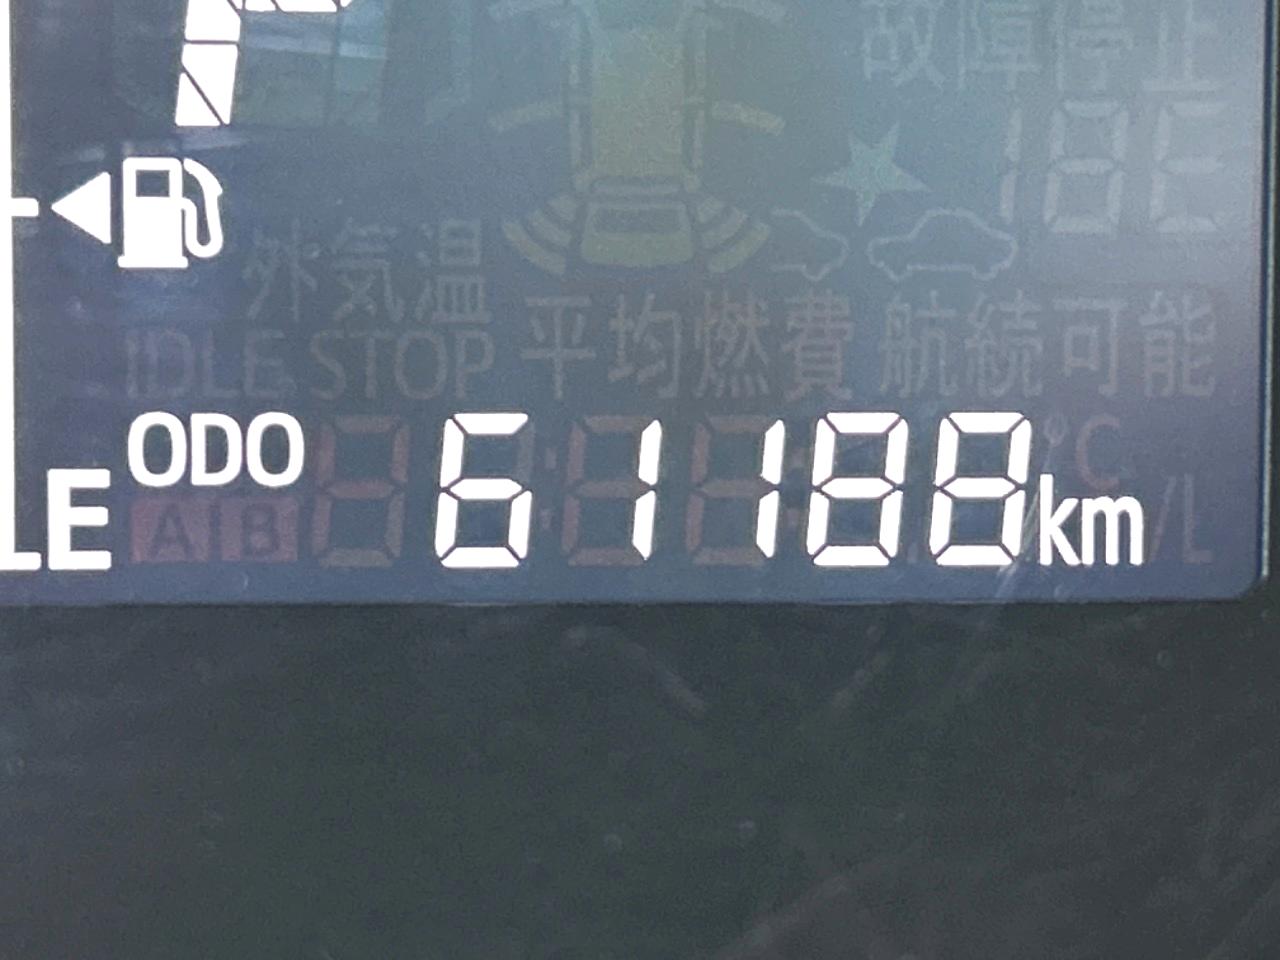 故障停止
外気温
IDLE STOP 平均燃費 航続可能
ODO 61188km
A B
°C
/L